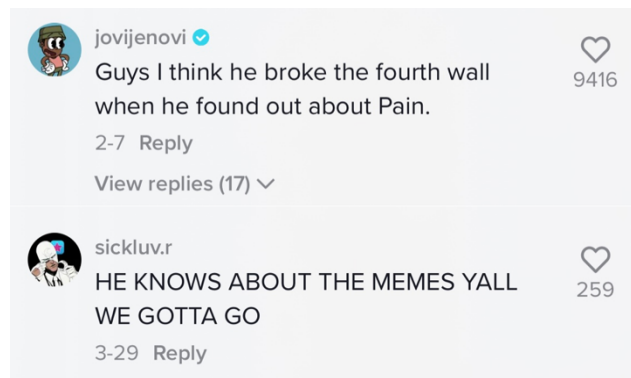 jovijenovi
Guys I think he broke the fourth wall
when he found out about Pain.
9416
2-7 Reply
View replies (17)
sickluv.r
HE KNOWS ABOUT THE MEMES YALL
WE GOTTA GO
259
3-29 Reply